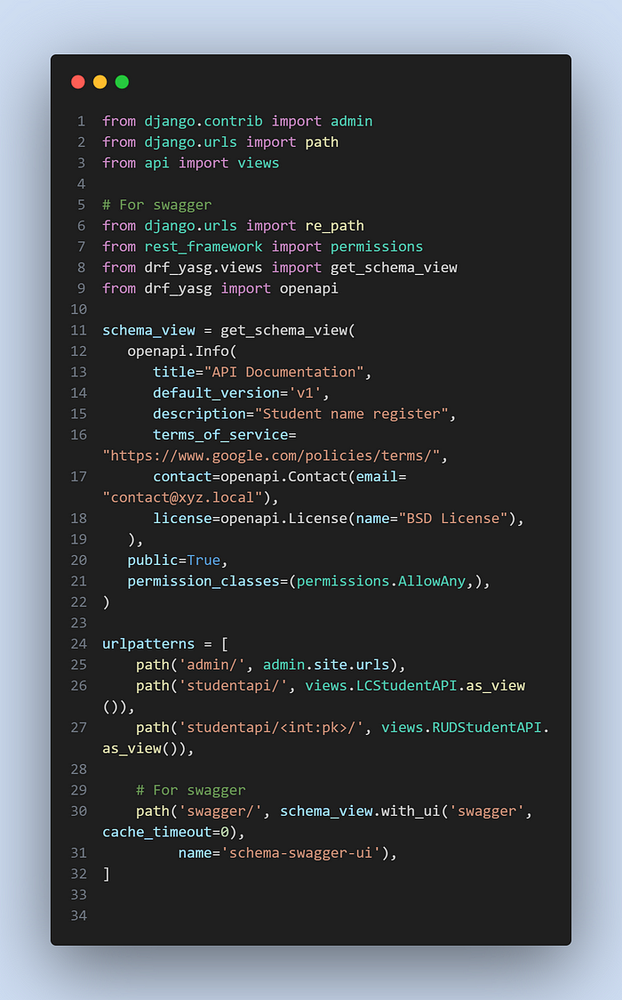 1 from django.contrib import admin
2 from django.urls import path
3 from api import views
4
5 # For swagger
6 from django.urls import re_path
7 from rest_framework import permissions
8 from drf_yasg.views import get_schema_view
9 from drf_yasg import openapi
10
11 schema_view = get_schema_view(
12    openapi.Info(
13       title="API Documentation",
14       default_version='v1',
15       description="Student name register",
16       terms_of_service=
"https://www.google.com/policies/terms/",
17       contact=openapi.Contact(email=
"contact@xyz.local"),
18       license=openapi.License(name="BSD License"),
19    ),
20    public=True,
21    permission_classes=(permissions.AllowAny,),
22 )
23
24 urlpatterns = [
25     path('admin/', admin.site.urls),
26     path('studentapi/', views.LCStudentAPI.as_view
()),
27     path('studentapi/<int:pk>/', views.RUDStudentAPI.
as_view()),
28
29     # For swagger
30     path('swagger/', schema_view.with_ui('swagger',
cache_timeout=0),
31          name='schema-swagger-ui'),
32 ]
33
34